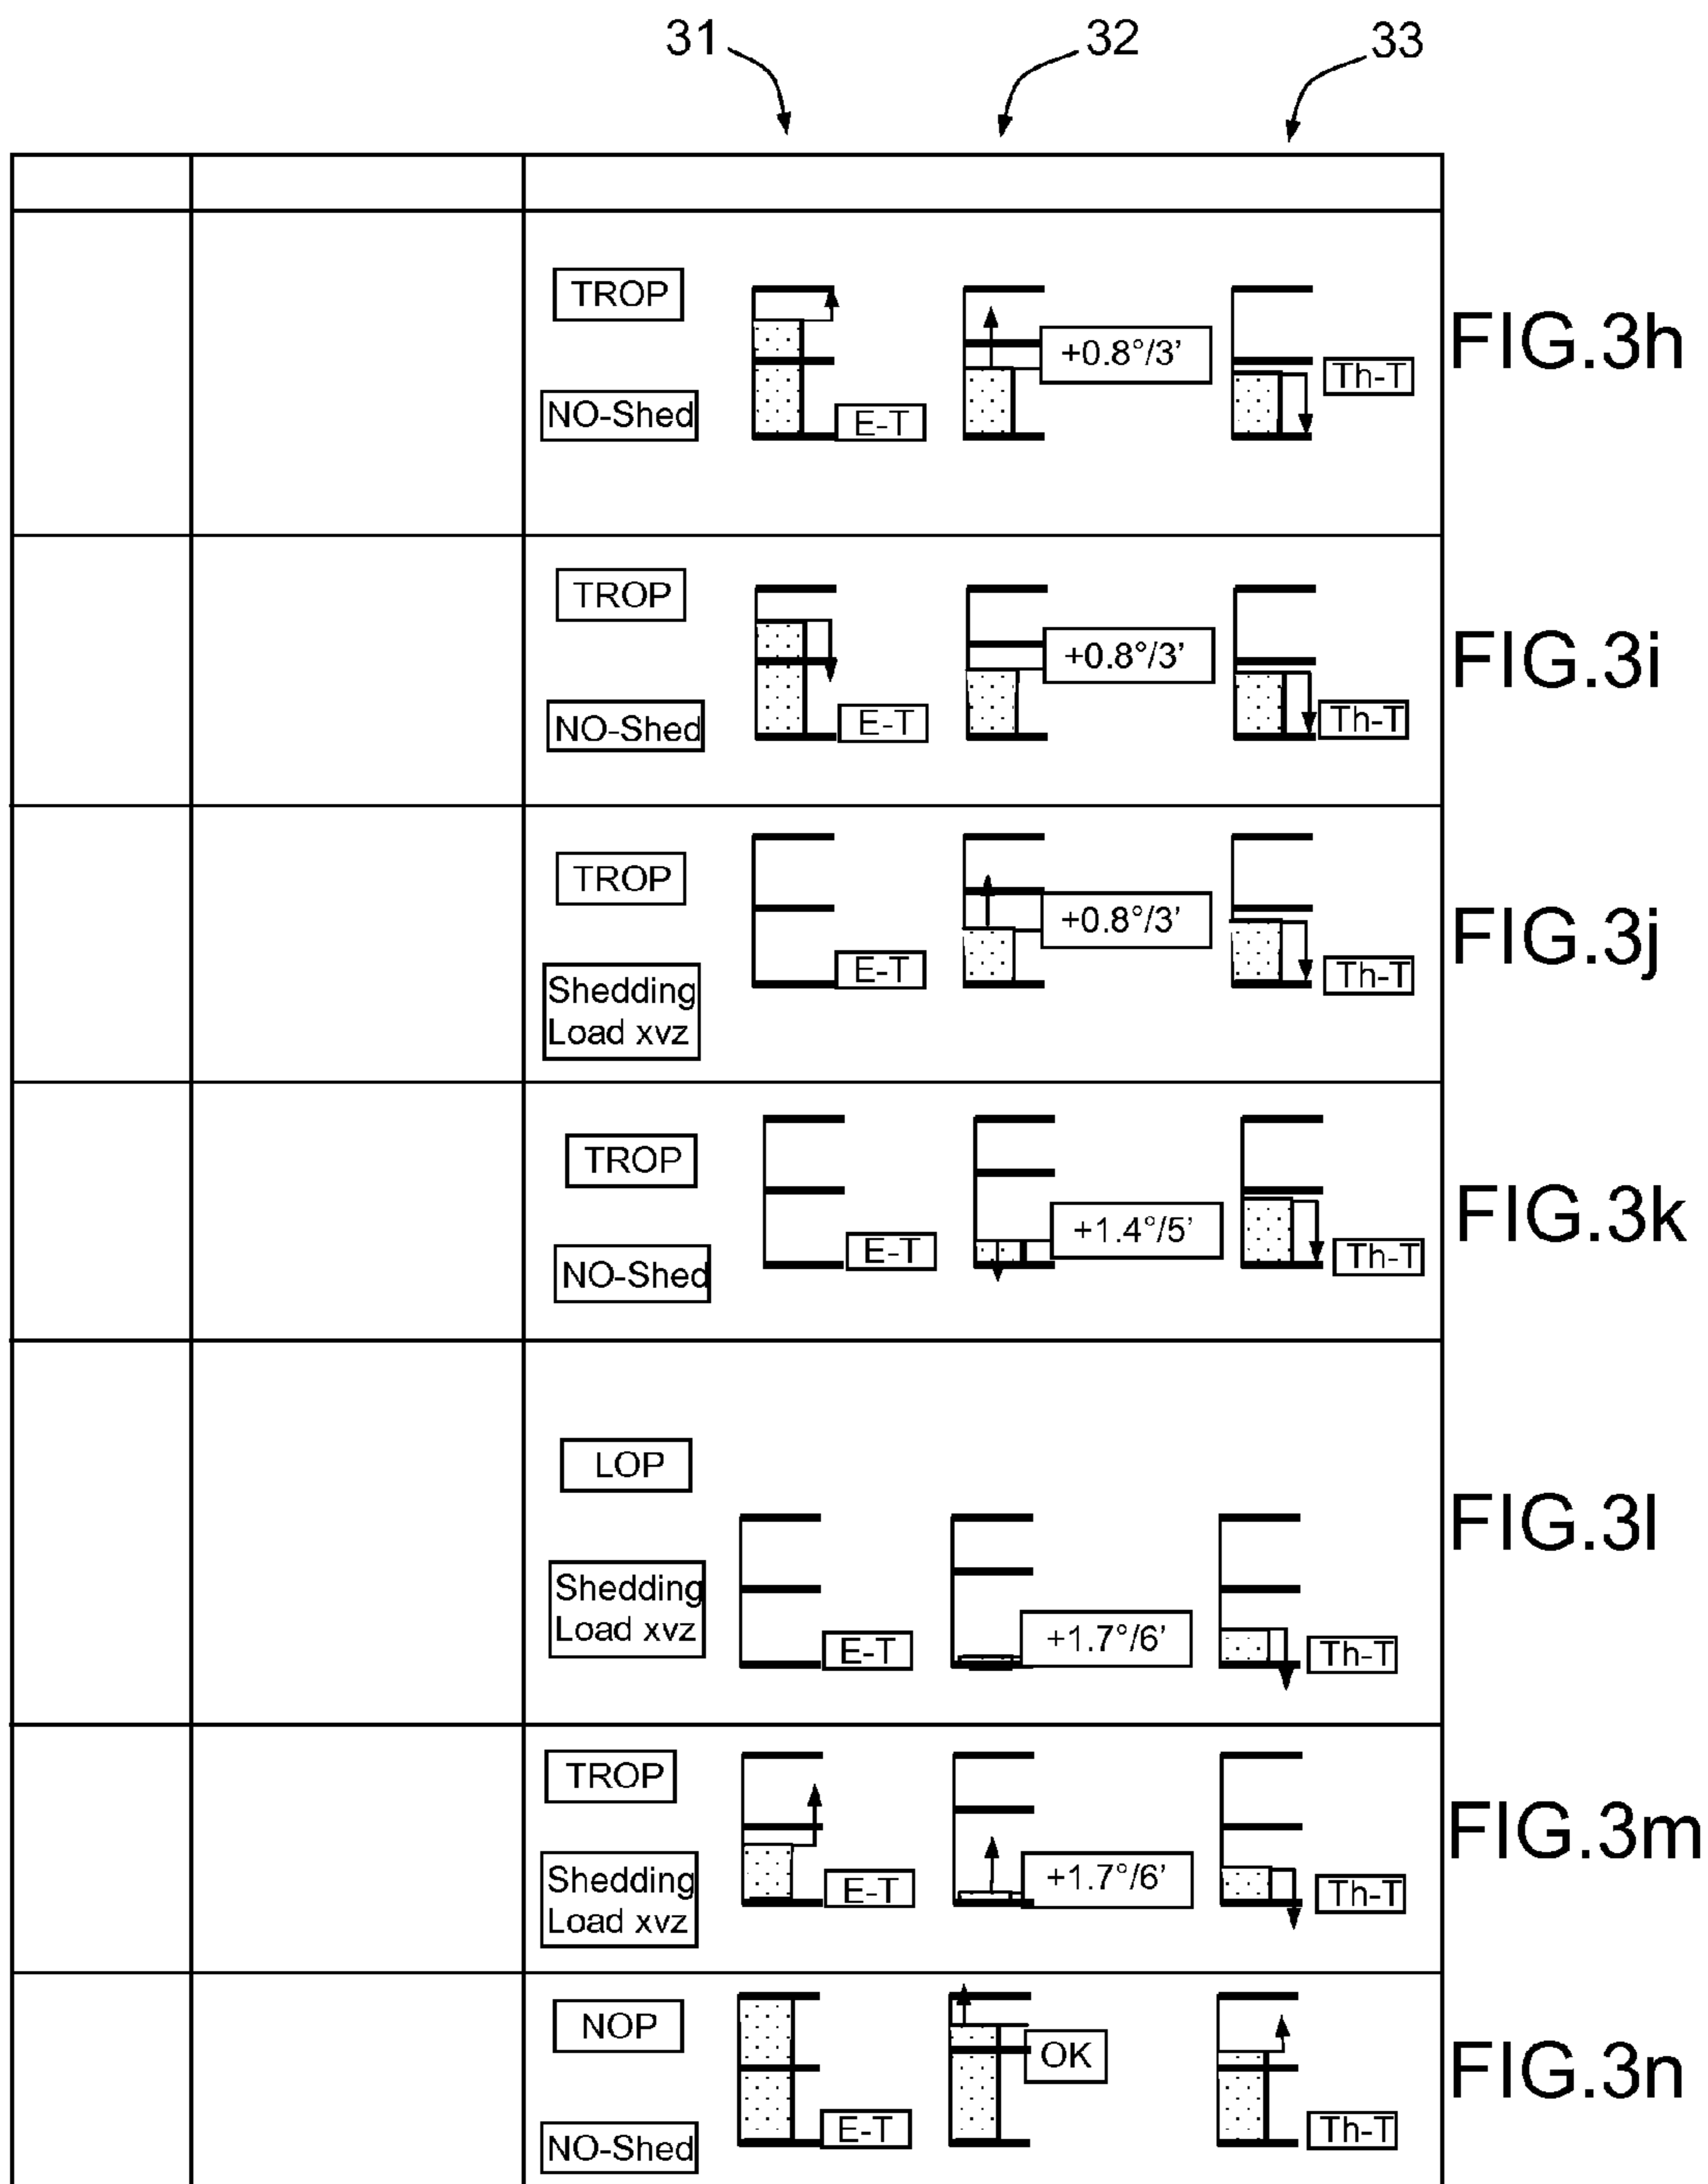 31
32
33
TROP
NO-Shed
E-T
+0.8°/3’
Th-T
FIG.3h
TROP
NO-Shed
E-T
+0.8°/3’
Th-T
FIG.3i
TROP
Shedding
Load xvz
E-T
+0.8°/3’
Th-T
FIG.3j
TROP
NO-Shed
E-T
+1.4°/5’
Th-T
FIG.3k
LOP
Shedding
Load xvz
E-T
+1.7°/6’
Th-T
FIG.3l
TROP
Shedding
Load xvz
E-T
+1.7°/6’
Th-T
FIG.3m
NOP
NO-Shed
E-T
OK
Th-T
FIG.3n